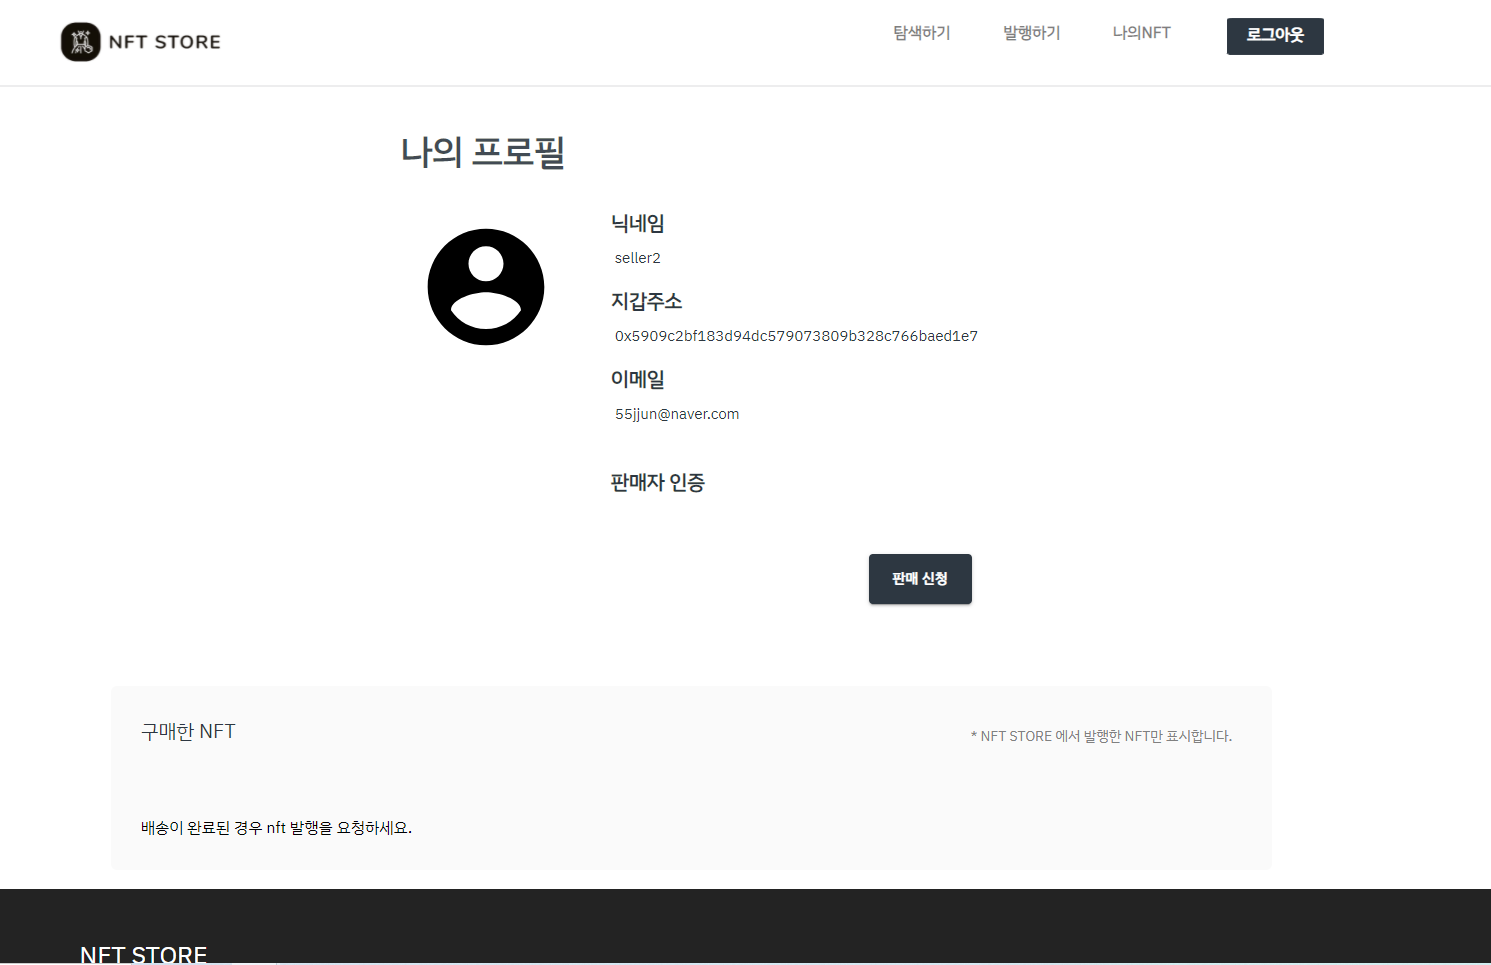 NFT STORE
탐색하기
발행하기
나의NFT
로그아웃
나의 프로필
닉네임
seller2
지갑주소
0x5909c2bf183d94dc579073809b328c766baed1e7
이메일
55jjun@naver.com
판매자 인증
판매 신청
구매한 NFT
* NFT STORE 에서 발행한 NFT만 표시합니다.
배송이 완료된 경우 nft 발행을 요청하세요.
NFT STORE